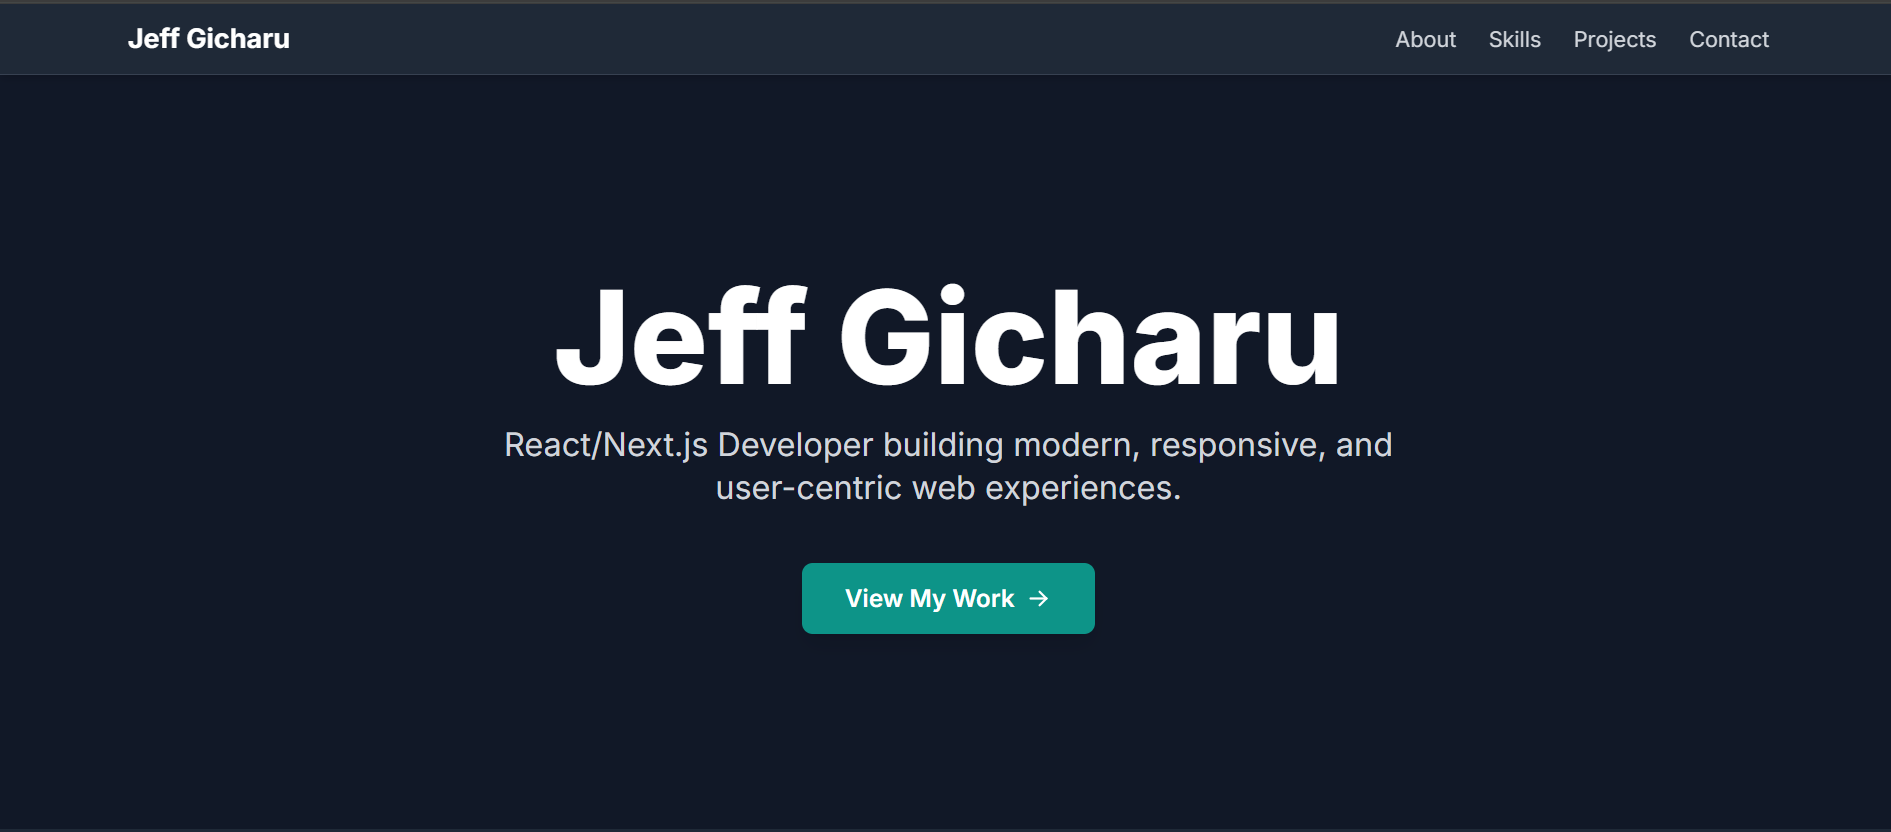 Jeff Gicharu
About Skills Projects Contact
Jeff Gicharu
React/Next.js Developer building modern, responsive, and
user-centric web experiences.
View My Work →